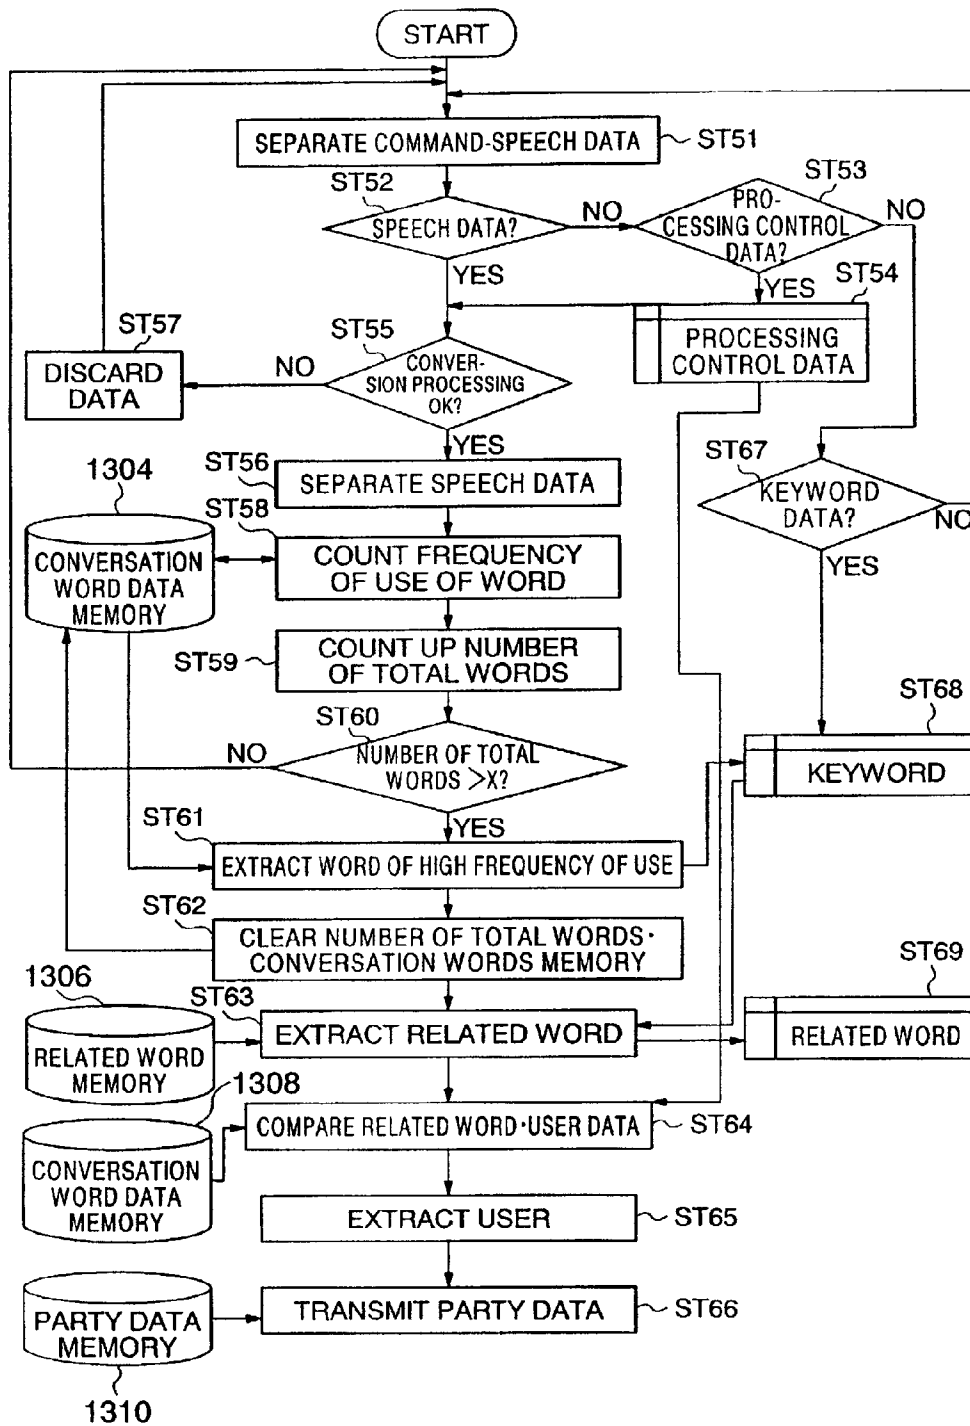 START
SEPARATE COMMAND-SPEECH DATA
ST51
ST52
SPEECH DATA?
NO
YES
ST53
PRO-
CESSING CONTROL
DATA?
NO
YES
ST54
PROCESSING
CONTROL DATA
ST55
CONVER-
SION PROCESSING
OK?
NO
YES
ST57
DISCARD
DATA
ST56
SEPARATE SPEECH DATA
ST67
KEYWORD
DATA?
NO
YES
1304
CONVERSATION
WORD DATA
MEMORY
ST58
COUNT FREQUENCY
OF USE OF WORD
ST59
COUNT UP NUMBER
OF TOTAL WORDS
ST60
NUMBER OF TOTAL
WORDS >X?
NO
YES
ST68
KEYWORD
ST61
EXTRACT WORD OF HIGH FREQUENCY OF USE
ST62
CLEAR NUMBER OF TOTAL WORDS·
CONVERSATION WORDS MEMORY
1306
RELATED WORD
MEMORY
ST63
EXTRACT RELATED WORD
ST69
RELATED WORD
1308
CONVERSATION
WORD DATA
MEMORY
COMPARE RELATED WORD·USER DATA
ST64
EXTRACT USER
ST65
PARTY DATA
MEMORY
1310
TRANSMIT PARTY DATA
ST66